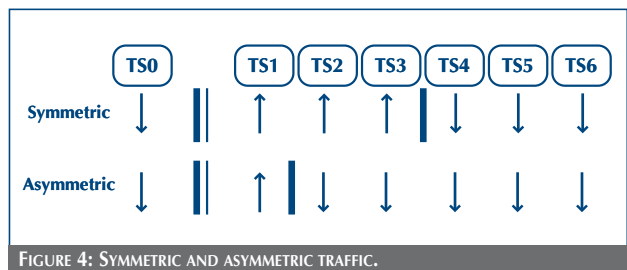 TS0 TS1 TS2 TS3 TS4 TS5 TS6
Symmetric
Asymmetric
FIGURE 4: SYMMETRIC AND ASYMMETRIC TRAFFIC.